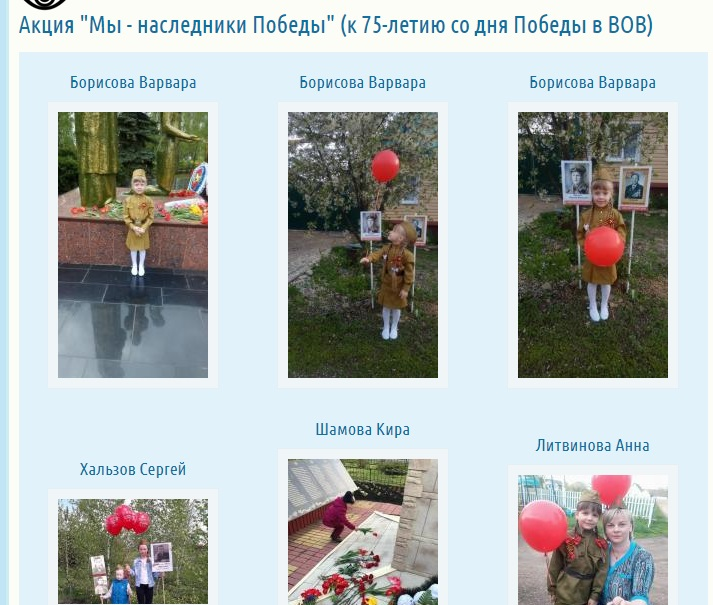 Акция "Мы - наследники Победы" (к 75-летию со дня Победы в ВОВ)
Борисова Варвара
Борисова Варвара
Борисова Варвара
Хальзов Сергей
Шамова Кира
Литвинова Анна